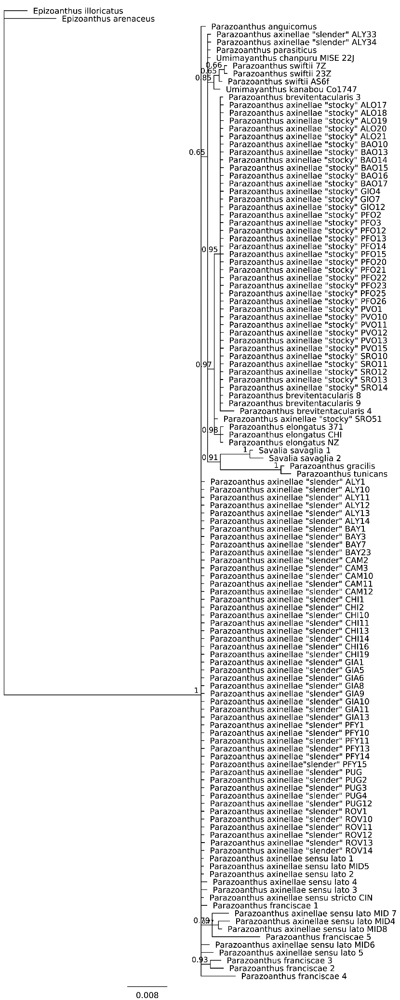 Epizoanthus illoricatus
Epizoanthus arenaceus
Parazoanthus anguicomus
Parazoanthus axinellae "slender" ALY33
Parazoanthus axinellae "slender" ALY34
Parazoanthus parasiticus
Umimayanthus chanpuru MISE 22J
0.66
Parazoanthus swiftii 7Z
0.65
Parazoanthus swiftii 23Z
0.85
Parazoanthus swiftii AS6f
Umimayanthus kanabou Co1747
Parazoanthus brevitentacularis 3
Parazoanthus axinellae "stocky" ALO17
Parazoanthus axinellae "stocky" ALO18
Parazoanthus axinellae "stocky" ALO19
Parazoanthus axinellae "stocky" ALO20
Parazoanthus axinellae "stocky" ALO21
Parazoanthus axinellae "stocky" BAO10
0.65
Parazoanthus axinellae "stocky" BAO13
Parazoanthus axinellae "stocky" BAO14
Parazoanthus axinellae "stocky" BAO15
Parazoanthus axinellae "stocky" BAO16
Parazoanthus axinellae "stocky" BAO17
Parazoanthus axinellae "stocky" GIO4
Parazoanthus axinellae "stocky" GIO7
Parazoanthus axinellae "stocky" GIO12
Parazoanthus axinellae "stocky" PFO2
Parazoanthus axinellae "stocky" PFO3
Parazoanthus axinellae "stocky" PFO12
Parazoanthus axinellae "stocky" PFO13
Parazoanthus axinellae "stocky" PFO14
0.95
Parazoanthus axinellae "stocky" PFO15
Parazoanthus axinellae "stocky" PFO20
Parazoanthus axinellae "stocky" PFO21
Parazoanthus axinellae "stocky" PFO22
Parazoanthus axinellae "stocky" PFO23
Parazoanthus axinellae "stocky" PFO25
Parazoanthus axinellae "stocky" PFO26
Parazoanthus axinellae "stocky" PVO1
Parazoanthus axinellae "stocky" PVO10
Parazoanthus axinellae "stocky" PVO11
Parazoanthus axinellae "stocky" PVO12
Parazoanthus axinellae "stocky" PVO13
Parazoanthus axinellae "stocky" PVO15
Parazoanthus axinellae "stocky" SRO10
0.97
Parazoanthus axinellae "stocky" SRO11
Parazoanthus axinellae "stocky" SRO12
Parazoanthus axinellae "stocky" SRO13
Parazoanthus axinellae "stocky" SRO14
Parazoanthus brevitentacularis 8
Parazoanthus brevitentacularis 9
Parazoanthus brevitentacularis 4
Parazoanthus axinellae "stocky" SRO51
Parazoanthus elongatus 371
0.98
Parazoanthus elongatus CHI
Parazoanthus elongatus NZ
1
Savalia savaglia 1
0.91
Savalia savaglia 2
1
Parazoanthus gracilis
Parazoanthus tunicans
Parazoanthus axinellae "slender" ALY1
Parazoanthus axinellae "slender" ALY10
Parazoanthus axinellae "slender" ALY11
Parazoanthus axinellae "slender" ALY12
Parazoanthus axinellae "slender" ALY13
Parazoanthus axinellae "slender" ALY14
Parazoanthus axinellae "slender" BAY1
Parazoanthus axinellae "slender" BAY3
Parazoanthus axinellae "slender" BAY7
Parazoanthus axinellae "slender" BAY23
Parazoanthus axinellae "slender" CAM2
Parazoanthus axinellae "slender" CAM3
Parazoanthus axinellae "slender" CAM10
Parazoanthus axinellae "slender" CAM11
Parazoanthus axinellae "slender" CAM12
Parazoanthus axinellae "slender" CHI1
Parazoanthus axinellae "slender" CHI2
Parazoanthus axinellae "slender" CHI10
Parazoanthus axinellae "slender" CHI11
Parazoanthus axinellae "slender" CHI13
Parazoanthus axinellae "slender" CHI14
Parazoanthus axinellae "slender" CHI16
Parazoanthus axinellae "slender" CHI19
Parazoanthus axinellae "slender" GIA1
Parazoanthus axinellae "slender" GIA5
Parazoanthus axinellae "slender" GIA6
Parazoanthus axinellae "slender" GIA8
1
Parazoanthus axinellae "slender" GIA9
Parazoanthus axinellae "slender" GIA10
Parazoanthus axinellae "slender" GIA11
Parazoanthus axinellae "slender" GIA13
Parazoanthus axinellae "slender" PFY1
Parazoanthus axinellae "slender" PFY10
Parazoanthus axinellae "slender" PFY11
Parazoanthus axinellae "slender" PFY13
Parazoanthus axinellae "slender" PFY14
Parazoanthus axinellae"slender" PFY15
Parazoanthus axinellae "slender" PUG
Parazoanthus axinellae "slender" PUG2
Parazoanthus axinellae "slender" PUG3
Parazoanthus axinellae "slender" PUG4
Parazoanthus axinellae "slender" PUG12
Parazoanthus axinellae "slender" ROV1
Parazoanthus axinellae "slender" ROV10
Parazoanthus axinellae "slender" ROV11
Parazoanthus axinellae "slender" ROV12
Parazoanthus axinellae "slender" ROV13
Parazoanthus axinellae "slender" ROV14
Parazoanthus axinellae sensu lato 1
Parazoanthus axinellae sensu lato MID5
Parazoanthus axinellae sensu lato 2
Parazoanthus axinellae sensu lato 4
Parazoanthus axinellae sensu lato 3
Parazoanthus axinellae sensu stricto CIN
Parazoanthus franciscae 1
Parazoanthus axinellae sensu lato MID 7
0.79
0.77
Parazoanthus axinellae sensu lato MID4
Parazoanthus axinellae sensu lato MID8
Parazoanthus franciscae 5
Parazoanthus axinellae sensu lato MID6
Parazoanthus axinellae sensu lato 5
0.93
Parazoanthus franciscae 3
Parazoanthus franciscae 2
Parazoanthus franciscae 4
0.008